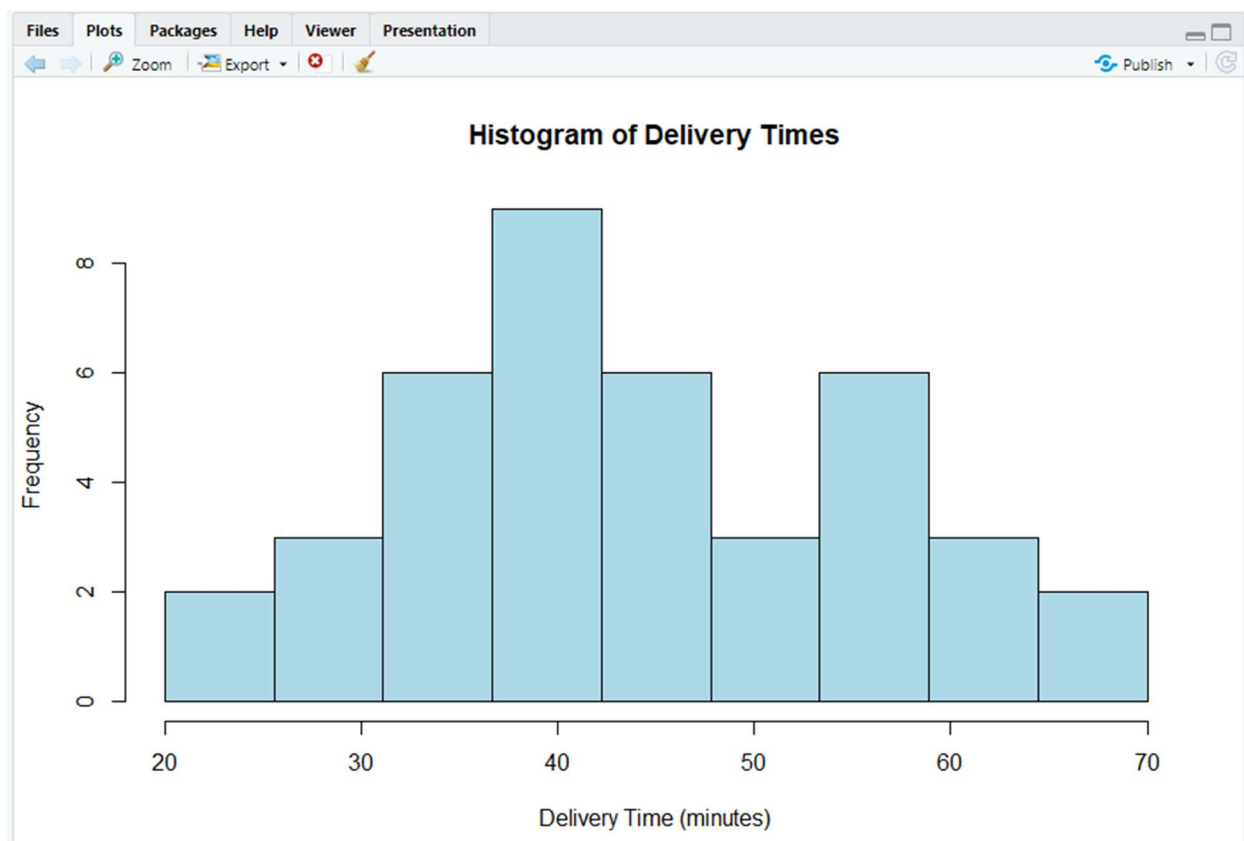 Files Plots Packages Help Viewer Presentation
Zoom Export Publish
Histogram of Delivery Times
8
6
4
2
0
Frequency
20 30 40 50 60 70
Delivery Time (minutes)